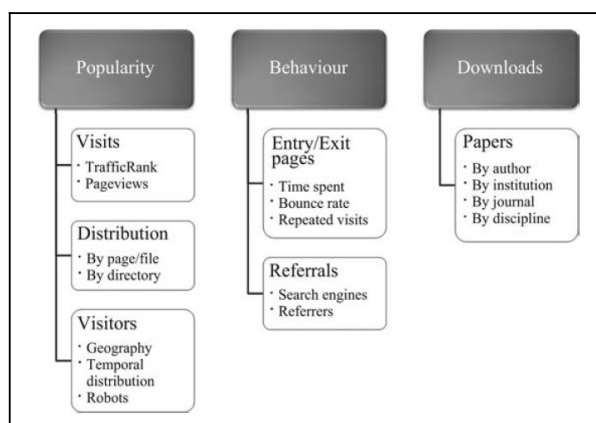 Popularity
Visits
· TrafficRank
· Pageviews
Distribution
· By page/file
· By directory
Visitors
· Geography
· Temporal
distribution
· Robots
Behaviour
Entry/Exit
pages
· Time spent
· Bounce rate
· Repeated visits
Referrals
· Search engines
· Referrers
Downloads
Papers
· By author
· By institution
· By journal
· By discipline